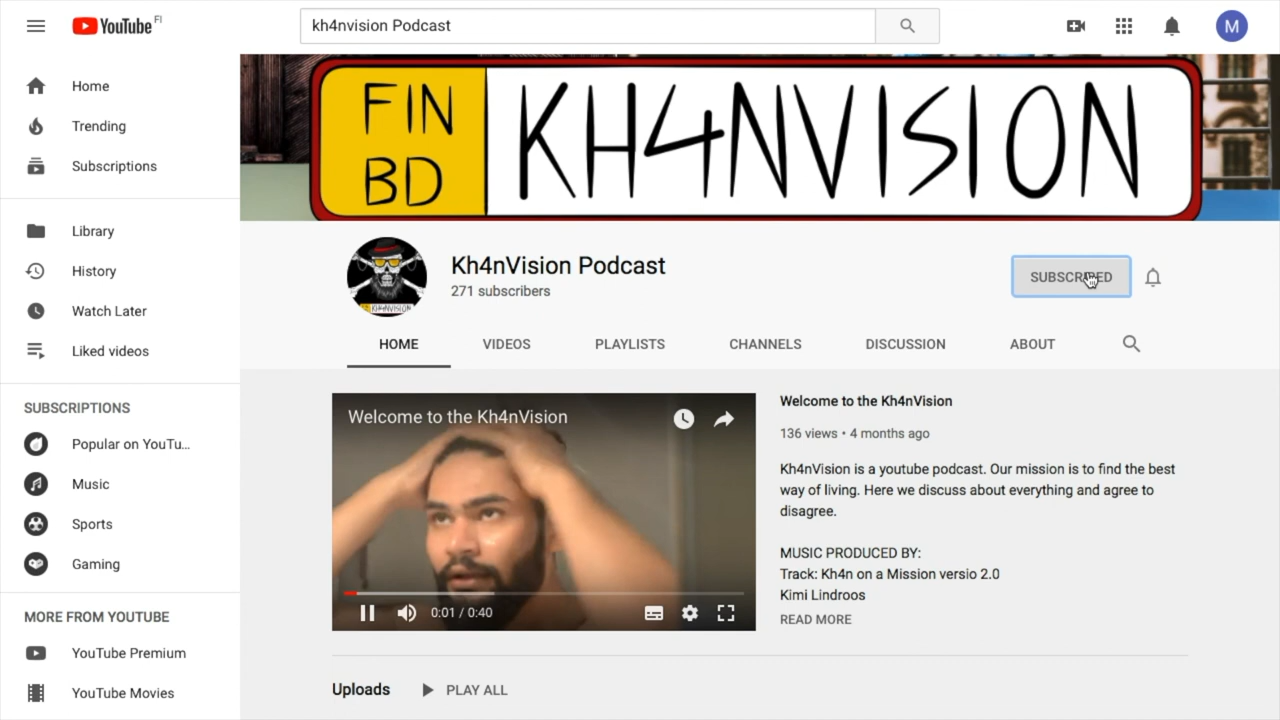 YouTube FI
kh4nvision Podcast
M
Home
Trending
Subscriptions
Library
History
Watch Later
Liked videos
SUBSCRIPTIONS
Popular on YouTu...
Music
Sports
Gaming
MORE FROM YOUTUBE
YouTube Premium
YouTube Movies
FIN
BD
KH4NVISION
KH4NVISION
Kh4nVision Podcast
271 subscribers
SUBSCRIBED
HOME
VIDEOS
PLAYLISTS
CHANNELS
DISCUSSION
ABOUT
Welcome to the Kh4nVision
0:01 / 0:40
Welcome to the Kh4nVision
136 views • 4 months ago
Kh4nVision is a youtube podcast. Our mission is to find the best
way of living. Here we discuss about everything and agree to
disagree.
MUSIC PRODUCED BY:
Track: Kh4n on a Mission versio 2.0
Kimi Lindroos
READ MORE
Uploads
PLAY ALL